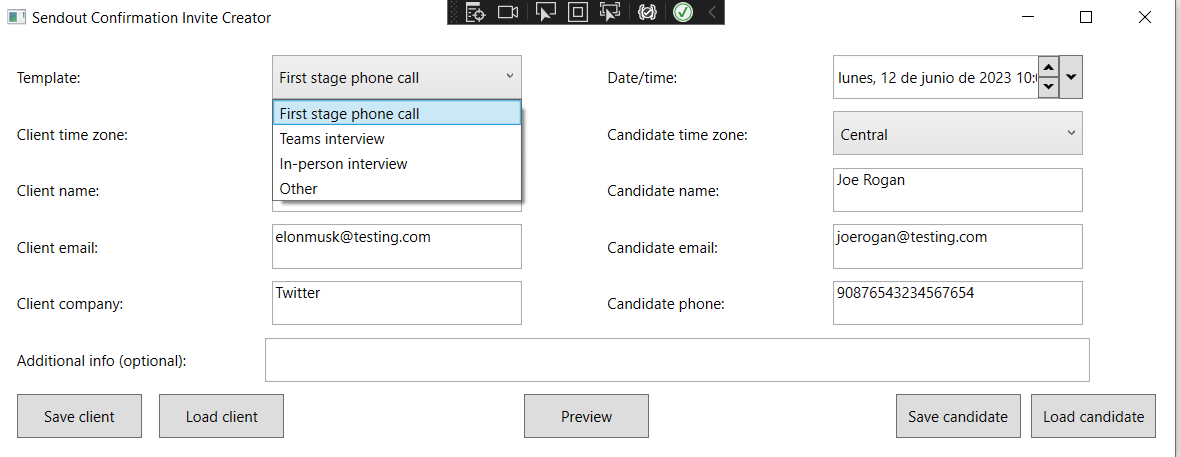 Sendout Confirmation Invite Creator
Template:
First stage phone call
Date/time:
lunes, 12 de junio de 2023 10:
First stage phone call
Teams interview
In-person interview
Other
Client time zone:
Candidate time zone:
Central
Client name:
Candidate name:
Joe Rogan
Client email:
elonmusk@testing.com
Candidate email:
joerogan@testing.com
Client company:
Twitter
Candidate phone:
90876543234567654
Additional info (optional):
Save client
Load client
Preview
Save candidate
Load candidate